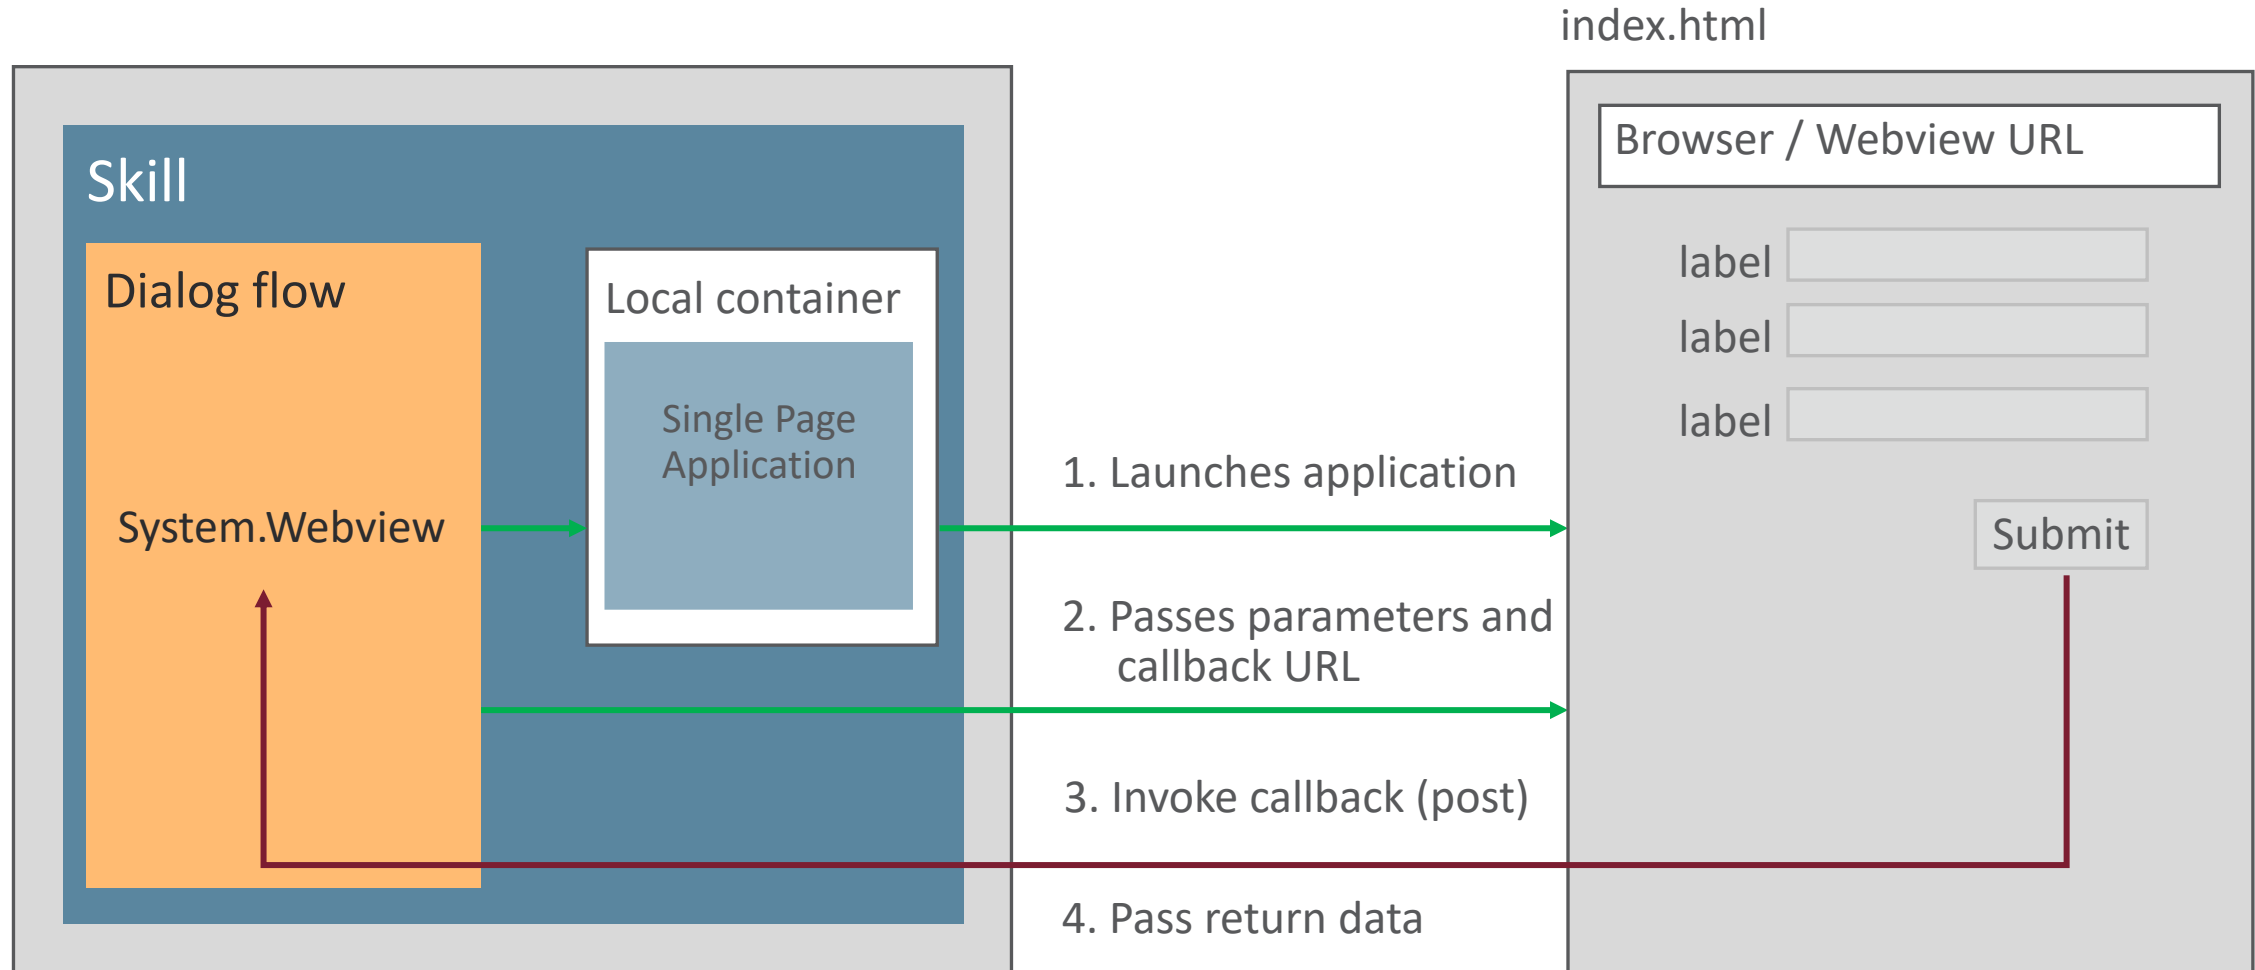 index.html
Skill
Dialog flow
System.Webview
Local container
Single Page
Application
1. Launches application
2. Passes parameters and
callback URL
3. Invoke callback (post)
4. Pass return data
Browser / Webview URL
label
label
label
Submit